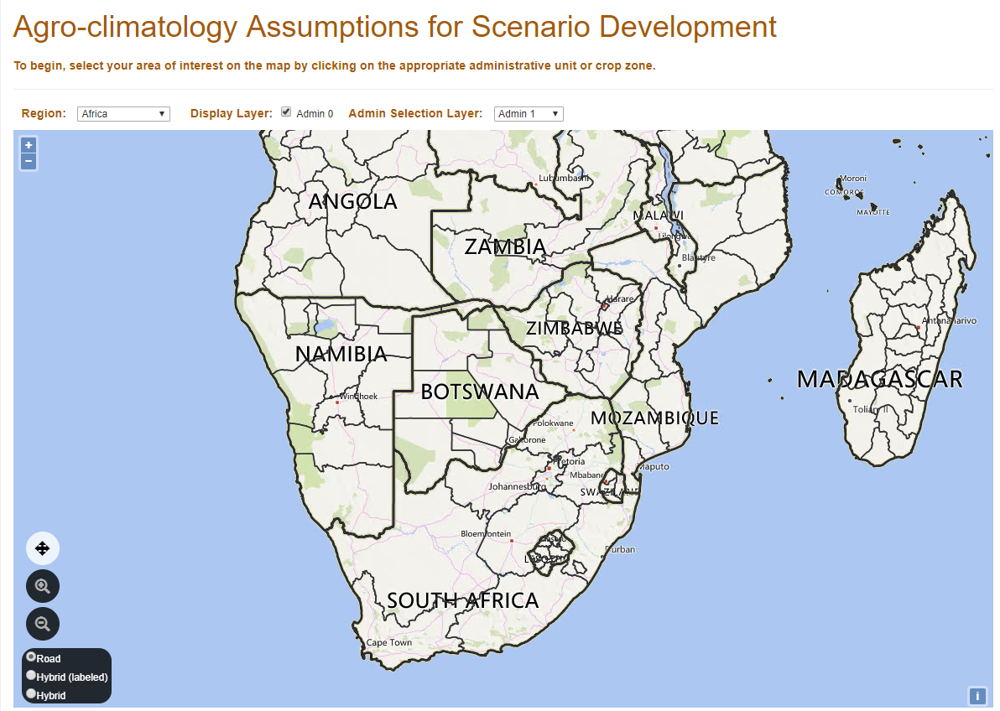 Agro-climatology Assumptions for Scenario Development
To begin, select your area of interest on the map by clicking on the appropriate administrative unit or crop zone.
Region: Africa Display Layer: Admin 0 Admin Selection Layer: Admin 1
+
−
Lubumbashi
Moroni
COMOROS
ANGOLA
MAYOTTE
MALAWI
Lilongwe
ZAMBIA
Blantyre
Harare
Antananarivo
ZIMBABWE
NAMIBIA
MADAGASCAR
BOTSWANA
Windhoek
Toliara II
MOZAMBIQUE
Polokwane
Gaborone
Pretoria
Maputo
Mbabane
Johannesburg
SWAZILAND
Bloemfontein
Maseru
Durban
LESOTHO
SOUTH AFRICA
Cape Town
Road
Hybrid (labeled)
Hybrid
i